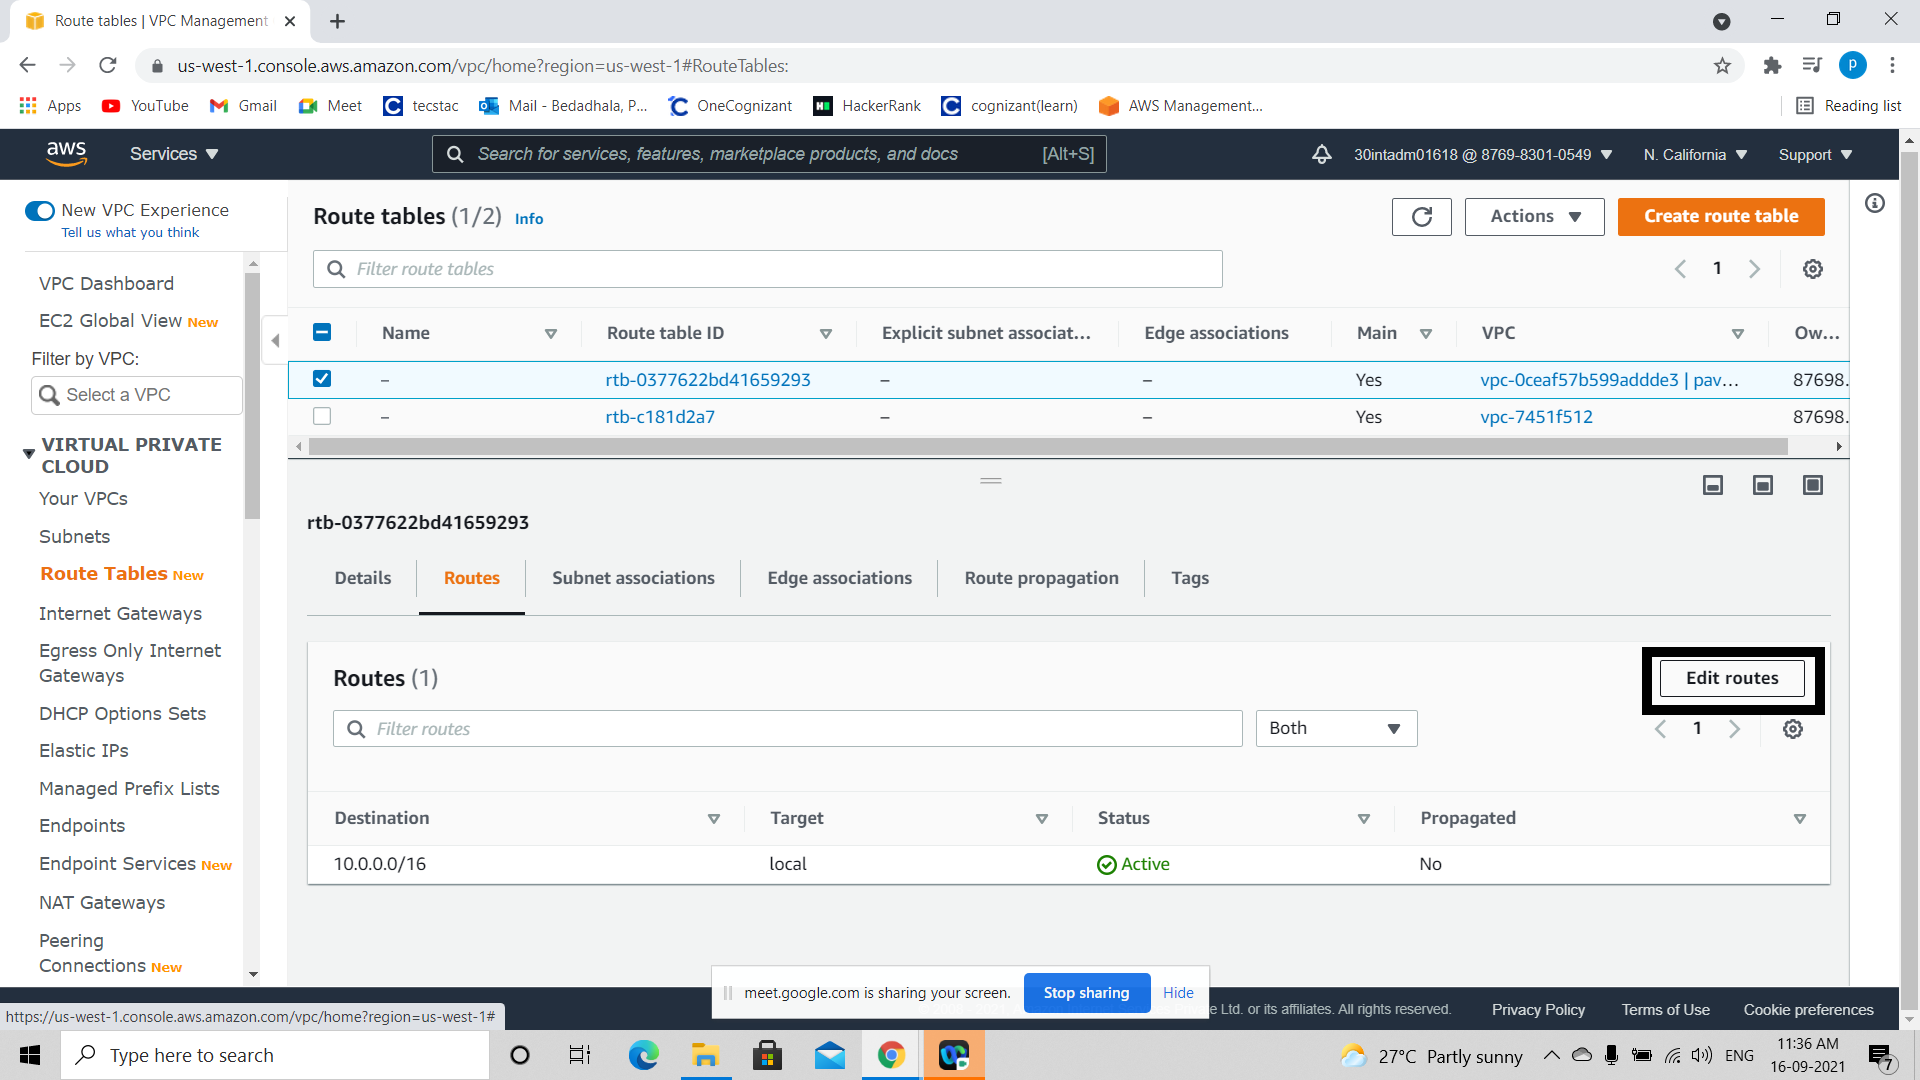 Route tables | VPC Management
us-west-1.console.aws.amazon.com/vpc/home?region=us-west-1#RouteTables:
p
Apps YouTube Gmail Meet tecstac Mail - Bedadhala, P... OneCognizant HackerRank cognizant(learn) AWS Management... Reading list
aws Services Search for services, features, marketplace products, and docs [Alt+S] 30intadm01618 @ 8769-8301-0549 N. California Support
New VPC Experience
Tell us what you think
VPC Dashboard
EC2 Global View New
Filter by VPC:
Select a VPC
VIRTUAL PRIVATE
CLOUD
Your VPCs
Subnets
Route Tables New
Internet Gateways
Egress Only Internet
Gateways
DHCP Options Sets
Elastic IPs
Managed Prefix Lists
Endpoints
Endpoint Services New
NAT Gateways
Peering
Connections New
Route tables (1/2) Info
Actions Create route table
Filter route tables
1
Name Route table ID Explicit subnet associat... Edge associations Main VPC Ow...
– rtb-0377622bd41659293 – – Yes vpc-0ceaf57b599addde3 | pav... 87698.
– rtb-c181d2a7 – – Yes vpc-7451f512 87698.
rtb-0377622bd41659293
Details Routes Subnet associations Edge associations Route propagation Tags
Routes (1) Edit routes
Filter routes Both 1
Destination Target Status Propagated
10.0.0.0/16 local Active No
meet.google.com is sharing your screen. Stop sharing Hide
e Ltd. or its affiliates. All rights reserved. Privacy Policy Terms of Use Cookie preferences
https://us-west-1.console.aws.amazon.com/vpc/home?region=us-west-1#
Type here to search
27°C Partly sunny ENG
11:36 AM
16-09-2021
7